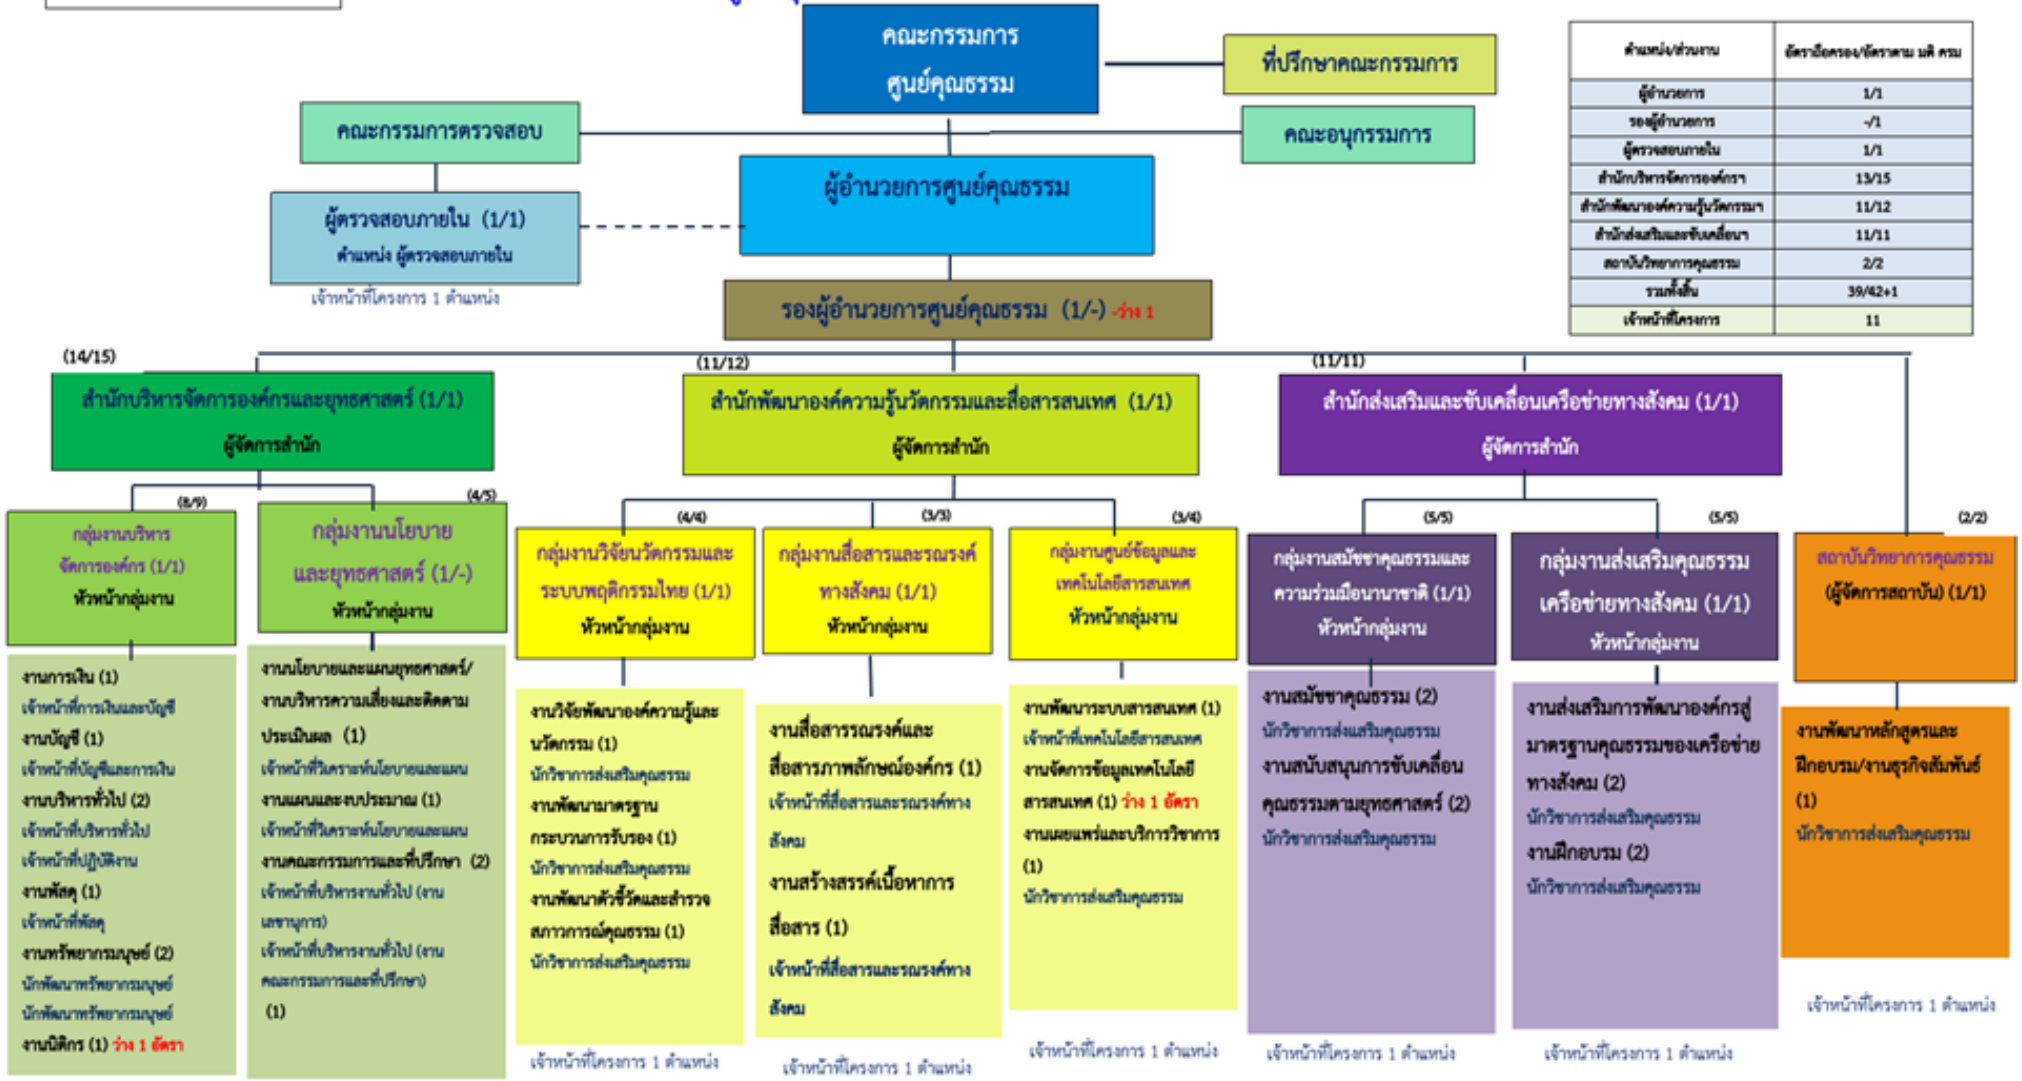 คณะกรรมการ
ศูนย์คุณธรรม
ที่ปรึกษาคณะกรรมการ
คณะกรรมการตรวจสอบ
คณะอนุกรรมการ
ผู้อำนวยการศูนย์คุณธรรม
ผู้ตรวจสอบภายใน (1/1)
ตำแหน่ง ผู้ตรวจสอบภายใน
เจ้าหน้าที่โครงการ 1 ตำแหน่ง
รองผู้อำนวยการศูนย์คุณธรรม (1/-) -ว่าง 1
ตำแหน่ง/ส่วนงาน อัตราถือครอง/อัตราตาม มติ ครม
ผู้อำนวยการ 1/1
รองผู้อำนวยการ -/1
ผู้ตรวจสอบภายใน 1/1
สำนักบริหารจัดการองค์กรฯ 13/15
สำนักพัฒนาองค์ความรู้นวัตกรรมฯ 11/12
สำนักส่งเสริมและขับเคลื่อนฯ 11/11
สถาบันวิทยาการคุณธรรม 2/2
รวมทั้งสิ้น 39/42+1
เจ้าหน้าที่โครงการ 11
(14/15)
สำนักบริหารจัดการองค์กรและยุทธศาสตร์ (1/1)
ผู้จัดการสำนัก
(11/12)
สำนักพัฒนาองค์ความรู้นวัตกรรมและสื่อสารสนเทศ (1/1)
ผู้จัดการสำนัก
(11/11)
สำนักส่งเสริมและขับเคลื่อนเครือข่ายทางสังคม (1/1)
ผู้จัดการสำนัก
(8/9)
กลุ่มงานบริหาร
จัดการองค์กร (1/1)
หัวหน้ากลุ่มงาน
งานการเงิน (1)
เจ้าหน้าที่การเงินและบัญชี
งานบัญชี (1)
เจ้าหน้าที่บัญชีและการเงิน
งานบริหารทั่วไป (2)
เจ้าหน้าที่บริหารทั่วไป
เจ้าหน้าที่ปฏิบัติงาน
งานพัสดุ (1)
เจ้าหน้าที่พัสดุ
งานทรัพยากรมนุษย์ (2)
นักพัฒนาทรัพยากรมนุษย์
นักพัฒนาทรัพยากรมนุษย์
งานนิติกร (1) ว่าง 1 อัตรา
(4/5)
กลุ่มงานนโยบาย
และยุทธศาสตร์ (1/-)
หัวหน้ากลุ่มงาน
งานนโยบายและแผนยุทธศาสตร์/
งานบริหารความเสี่ยงและติดตาม
ประเมินผล (1)
เจ้าหน้าที่วิเคราะห์นโยบายและแผน
งานแผนและงบประมาณ (1)
เจ้าหน้าที่วิเคราะห์นโยบายและแผน
งานคณะกรรมการและที่ปรึกษา (2)
เจ้าหน้าที่บริหารงานทั่วไป (งาน
เลขานุการ)
เจ้าหน้าที่บริหารงานทั่วไป (งาน
คณะกรรมการและที่ปรึกษา)
(1)
(4/4)
กลุ่มงานวิจัยนวัตกรรมและ
ระบบพฤติกรรมไทย (1/1)
หัวหน้ากลุ่มงาน
งานวิจัยพัฒนาองค์ความรู้และ
นวัตกรรม (1)
นักวิชาการส่งเสริมคุณธรรม
งานพัฒนามาตรฐาน
กระบวนการรับรอง (1)
นักวิชาการส่งเสริมคุณธรรม
งานพัฒนาตัวชี้วัดและสำรวจ
สภาวการณ์คุณธรรม (1)
นักวิชาการส่งเสริมคุณธรรม
เจ้าหน้าที่โครงการ 1 ตำแหน่ง
(3/3)
กลุ่มงานสื่อสารและรณรงค์
ทางสังคม (1/1)
หัวหน้ากลุ่มงาน
งานสื่อสารรณรงค์และ
สื่อสารภาพลักษณ์องค์กร (1)
เจ้าหน้าที่สื่อสารและรณรงค์ทาง
สังคม
งานสร้างสรรค์เนื้อหาการ
สื่อสาร (1)
เจ้าหน้าที่สื่อสารและรณรงค์ทาง
สังคม
เจ้าหน้าที่โครงการ 1 ตำแหน่ง
(3/4)
กลุ่มงานศูนย์ข้อมูลและ
เทคโนโลยีสารสนเทศ
หัวหน้ากลุ่มงาน
งานพัฒนาระบบสารสนเทศ (1)
เจ้าหน้าที่เทคโนโลยีสารสนเทศ
งานจัดการข้อมูลเทคโนโลยี
สารสนเทศ (1) ว่าง 1 อัตรา
งานเผยแพร่และบริการวิชาการ
(1)
นักวิชาการส่งเสริมคุณธรรม
เจ้าหน้าที่โครงการ 1 ตำแหน่ง
(5/5)
กลุ่มงานสมัชชาคุณธรรมและ
ความร่วมมือนานาชาติ (1/1)
หัวหน้ากลุ่มงาน
งานสมัชชาคุณธรรม (2)
นักวิชาการส่งเสริมคุณธรรม
งานสนับสนุนการขับเคลื่อน
คุณธรรมตามยุทธศาสตร์ (2)
นักวิชาการส่งเสริมคุณธรรม
เจ้าหน้าที่โครงการ 1 ตำแหน่ง
(5/5)
กลุ่มงานส่งเสริมคุณธรรม
เครือข่ายทางสังคม (1/1)
หัวหน้ากลุ่มงาน
งานส่งเสริมการพัฒนาองค์กรสู่
มาตรฐานคุณธรรมของเครือข่าย
ทางสังคม (2)
นักวิชาการส่งเสริมคุณธรรม
งานฝึกอบรม (2)
นักวิชาการส่งเสริมคุณธรรม
เจ้าหน้าที่โครงการ 1 ตำแหน่ง
(2/2)
สถาบันวิทยาการคุณธรรม
(ผู้จัดการสถาบัน) (1/1)
งานพัฒนาหลักสูตรและ
ฝึกอบรม/งานธุรกิจสัมพันธ์
(1)
นักวิชาการส่งเสริมคุณธรรม
เจ้าหน้าที่โครงการ 1 ตำแหน่ง